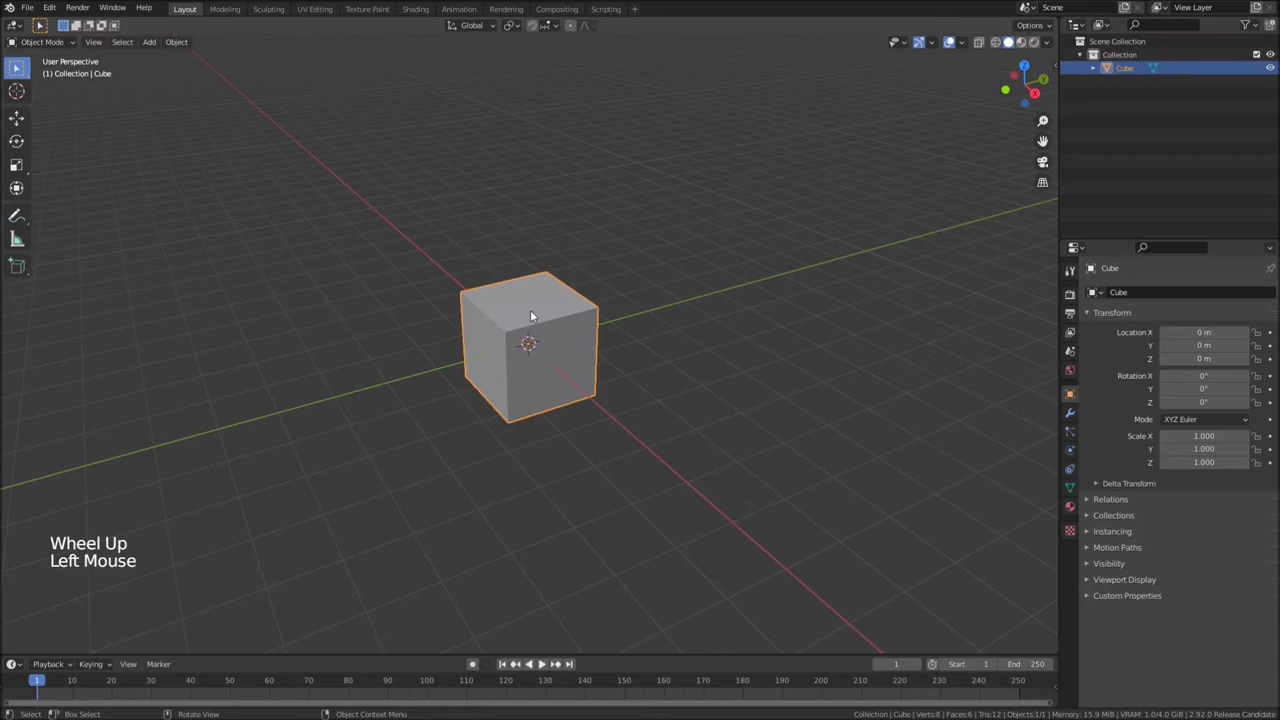 File Edit Render Window Help Layout Modeling Sculpting UV Editing Texture Paint Shading Animation Rendering Compositing Scripting + Scene View Layer
Global Options
Object Mode View Select Add Object
User Perspective
(1) Collection | Cube
Z
Y
X
Scene Collection
Collection
Cube
Cube
Cube
Transform
Location X 0 m
Y 0 m
Z 0 m
Rotation X 0°
Y 0°
Z 0°
Mode XYZ Euler
Scale X 1.000
Y 1.000
Z 1.000
Delta Transform
Relations
Collections
Instancing
Motion Paths
Visibility
Viewport Display
Custom Properties
Wheel Up
Left Mouse
Playback Keying View Marker 1 Start 1 End 250
1 10 20 30 40 50 60 70 80 90 100 110 120 130 140 150 160 170 180 190 200 210 220 230 240 250
Select Box Select Rotate View Object Context Menu Collection | Cube | Verts:8 | Faces:6 | Tris:12 | Objects:1/1 | Memory: 15.9 MiB | VRAM: 1.0/4.0 GiB | 2.92.0 Release Candidate